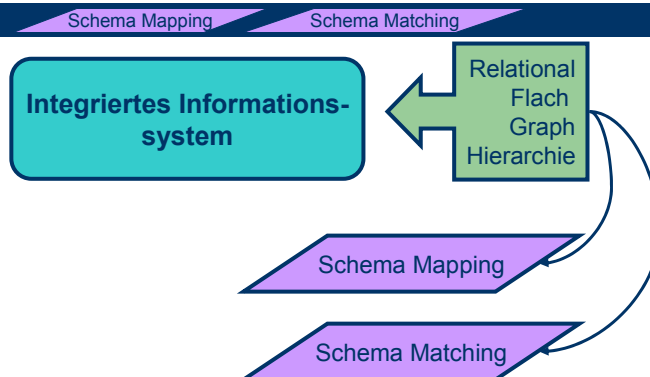 Schema Mapping Schema Matching
Integriertes Informations-
system
Relational
Flach
Graph
Hierarchie
Schema Mapping
Schema Matching